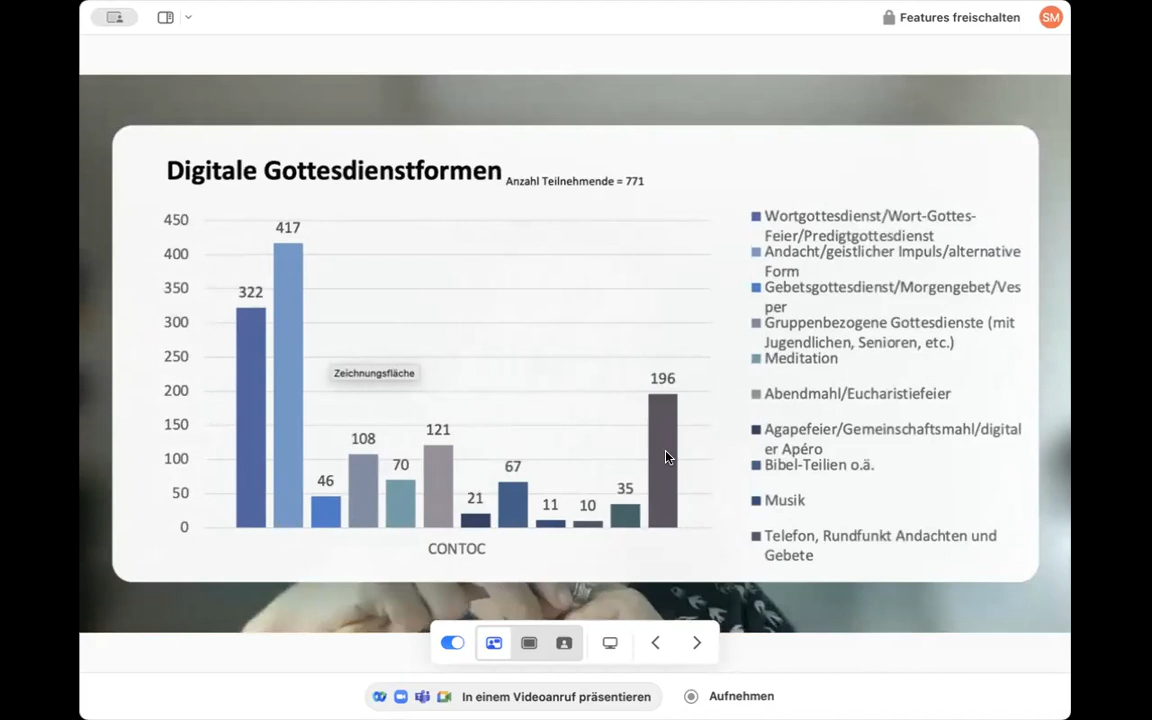 Features freischalten
SM
Digitale Gottesdienstformen Anzahl Teilnehmende = 771
450
400
350
300
250
200
150
100
50
0
322
417
46
108
70
121
21
67
11
10
35
196
Zeichnungsfläche
CONTOC
Wortgottesdienst/Wort-Gottes-
Feier/Predigtgottesdienst
Andacht/geistlicher Impuls/alternative
Form
Gebetsgottesdienst/Morgengebet/Ves
per
Gruppenbezogene Gottesdienste (mit
Jugendlichen, Senioren, etc.)
Meditation
Abendmahl/Eucharistiefeier
Agapefeier/Gemeinschaftsmahl/digital
er Apéro
Bibel-Teilien o.ä.
Musik
Telefon, Rundfunkt Andachten und
Gebete
In einem Videoanruf präsentieren
Aufnehmen